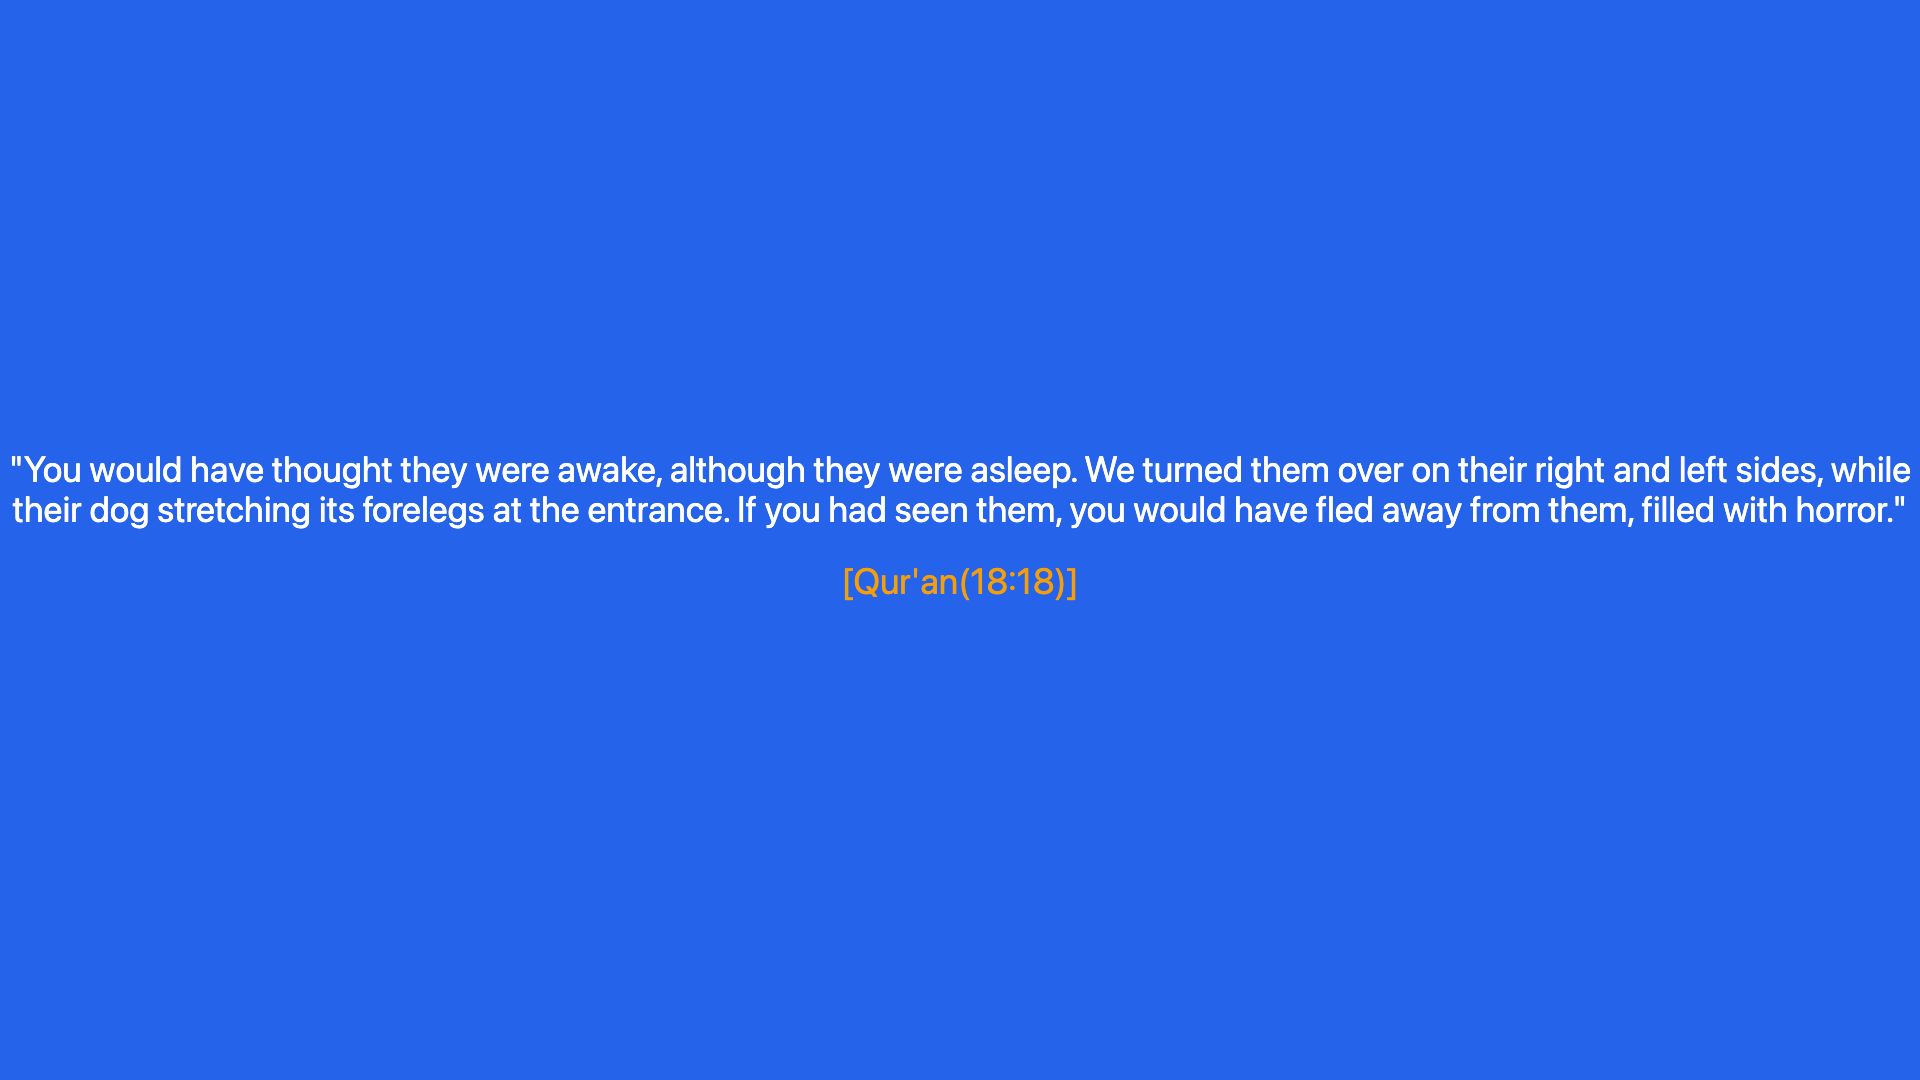 "You would have thought they were awake, although they were asleep. We turned them over on their right and left sides, while
their dog stretching its forelegs at the entrance. If you had seen them, you would have fled away from them, filled with horror."
[Qur'an(18:18)]